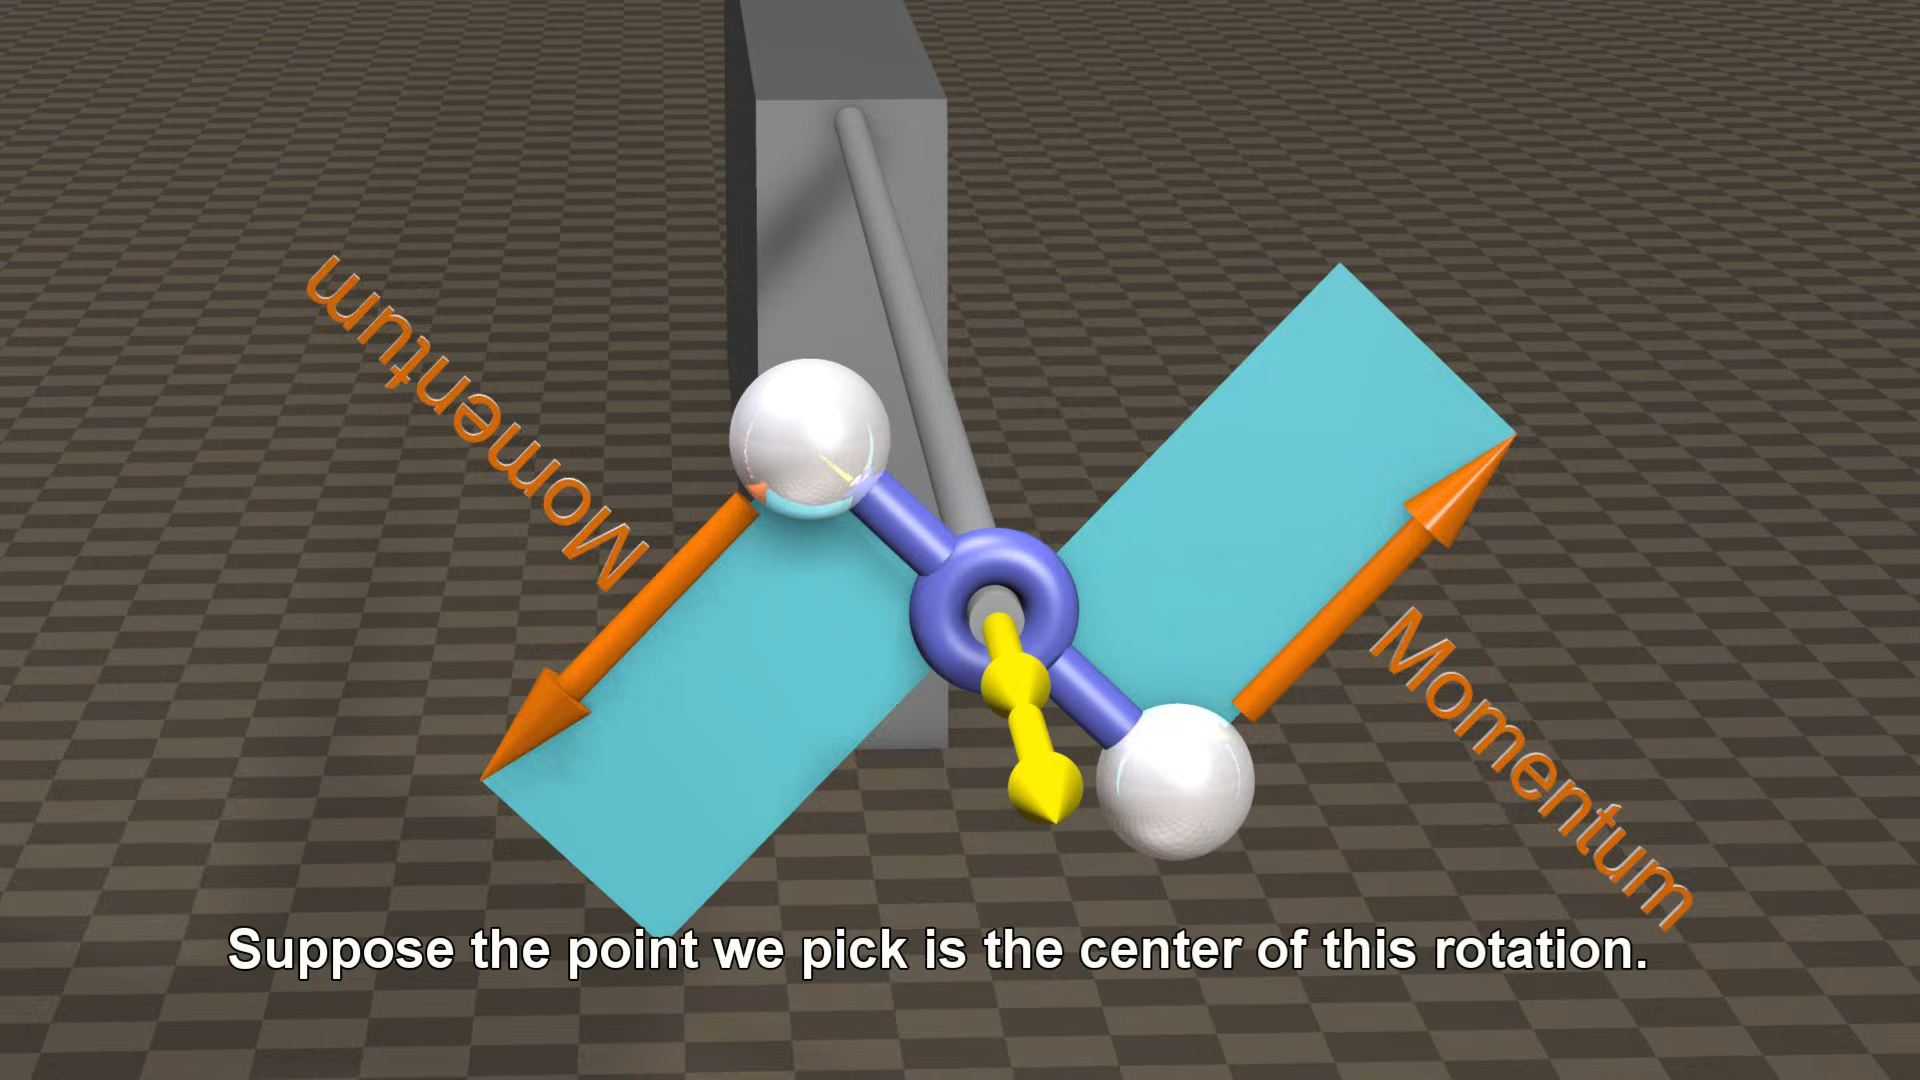 Momentum
Momentum
Suppose the point we pick is the center of this rotation.